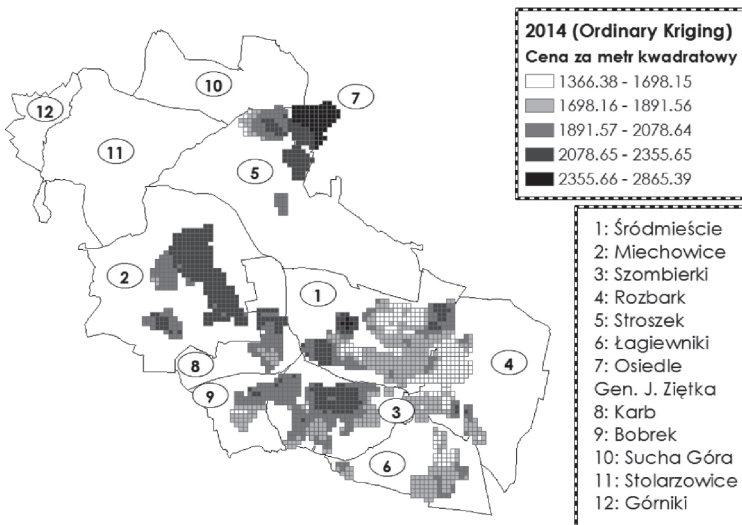 2014 (Ordinary Kriging)
Cena za metr kwadratowy
1366.38 - 1698.15
1698.16 - 1891.56
1891.57 - 2078.64
2078.65 - 2355.65
2355.66 - 2865.39
1: Śródmieście
2: Miechowice
3: Szombierki
4: Rozbark
5: Stroszek
6: Łagiewniki
7: Osiedle
Gen. J. Ziętka
8: Karb
9: Bobrek
10: Sucha Góra
11: Stolarzowice
12: Górniki
10
7
12
11
5
2
1
8
4
9
3
6